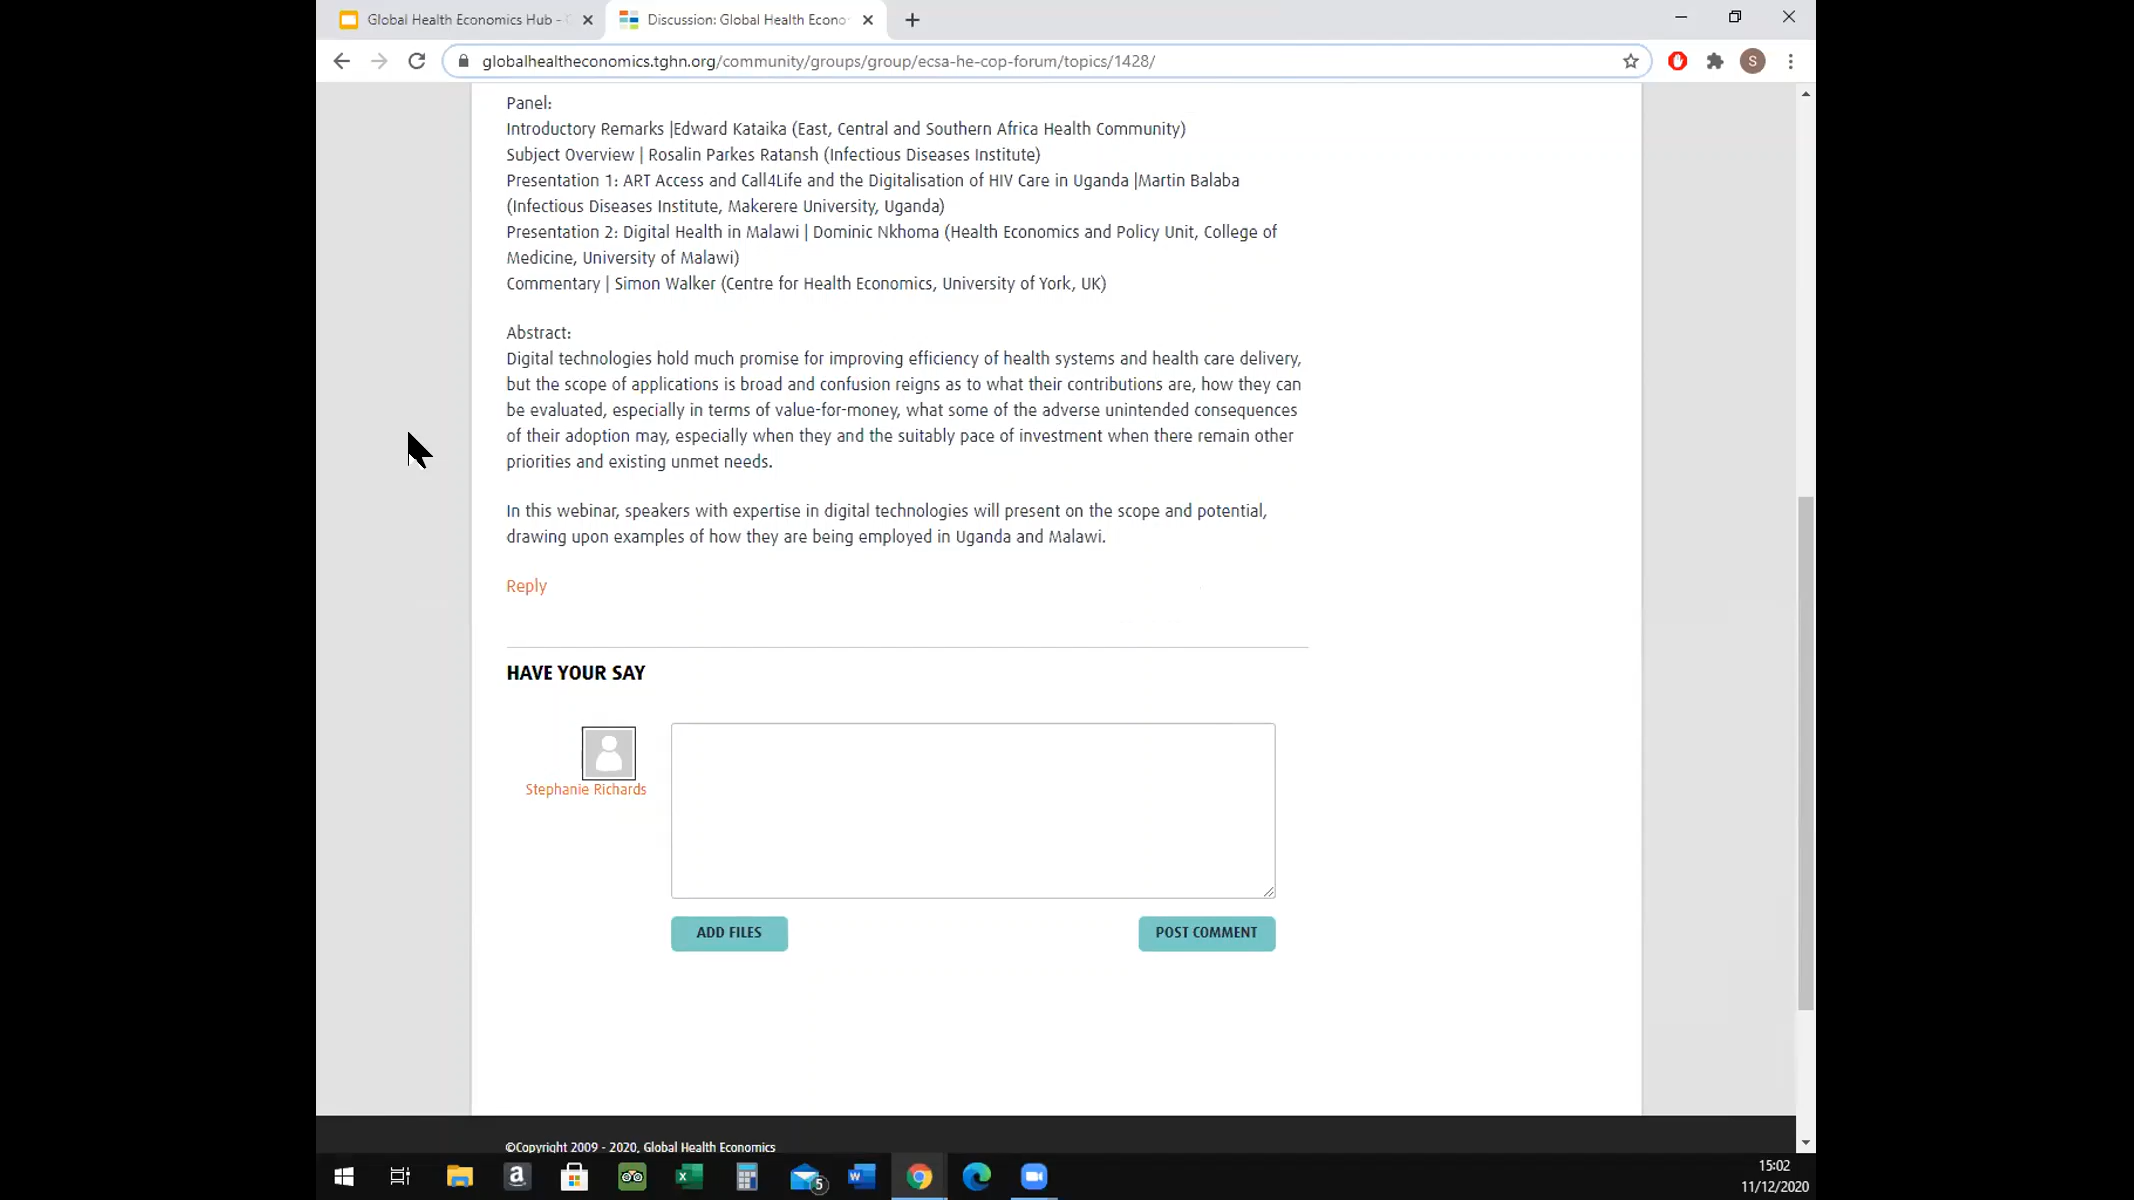 Global Health Economics Hub -
Discussion: Global Health Econo
globalhealtheconomics.tghn.org/community/groups/group/ecsa-he-cop-forum/topics/1428/
S
Panel:
Introductory Remarks |Edward Kataika (East, Central and Southern Africa Health Community)
Subject Overview | Rosalin Parkes Ratansh (Infectious Diseases Institute)
Presentation 1: ART Access and Call4Life and the Digitalisation of HIV Care in Uganda |Martin Balaba
(Infectious Diseases Institute, Makerere University, Uganda)
Presentation 2: Digital Health in Malawi | Dominic Nkhoma (Health Economics and Policy Unit, College of
Medicine, University of Malawi)
Commentary | Simon Walker (Centre for Health Economics, University of York, UK)
Abstract:
Digital technologies hold much promise for improving efficiency of health systems and health care delivery,
but the scope of applications is broad and confusion reigns as to what their contributions are, how they can
be evaluated, especially in terms of value-for-money, what some of the adverse unintended consequences
of their adoption may, especially when they and the suitably pace of investment when there remain other
priorities and existing unmet needs.
In this webinar, speakers with expertise in digital technologies will present on the scope and potential,
drawing upon examples of how they are being employed in Uganda and Malawi.
Reply
HAVE YOUR SAY
Stephanie Richards
ADD FILES
POST COMMENT
©Copyright 2009 - 2020, Global Health Economics
5
15:02
11/12/2020